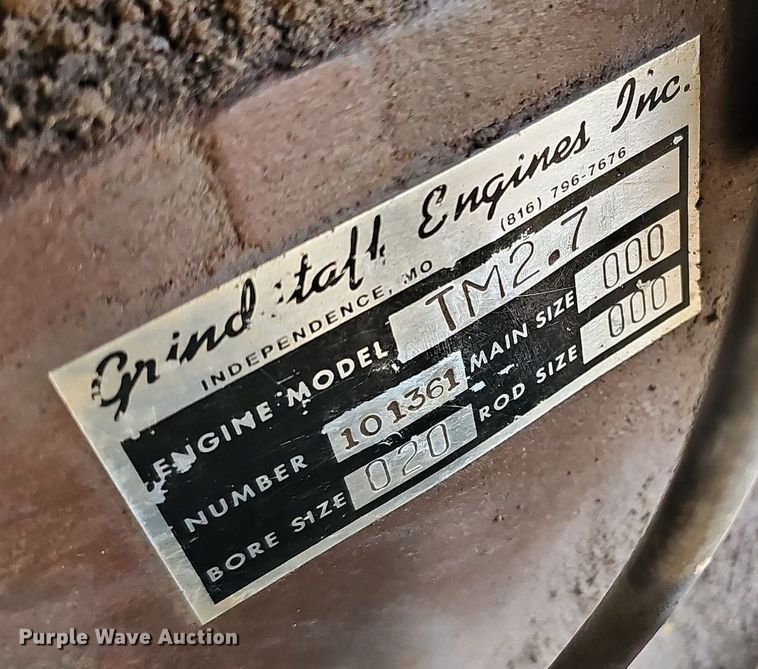 Grindstaff Engines Inc.
INDEPENDENCE, MO (816) 796-7676
ENGINE MODEL TM2.7
NUMBER 101361 MAIN SIZE 000
BORE SIZE 020 ROD SIZE 000
Purple Wave Auction